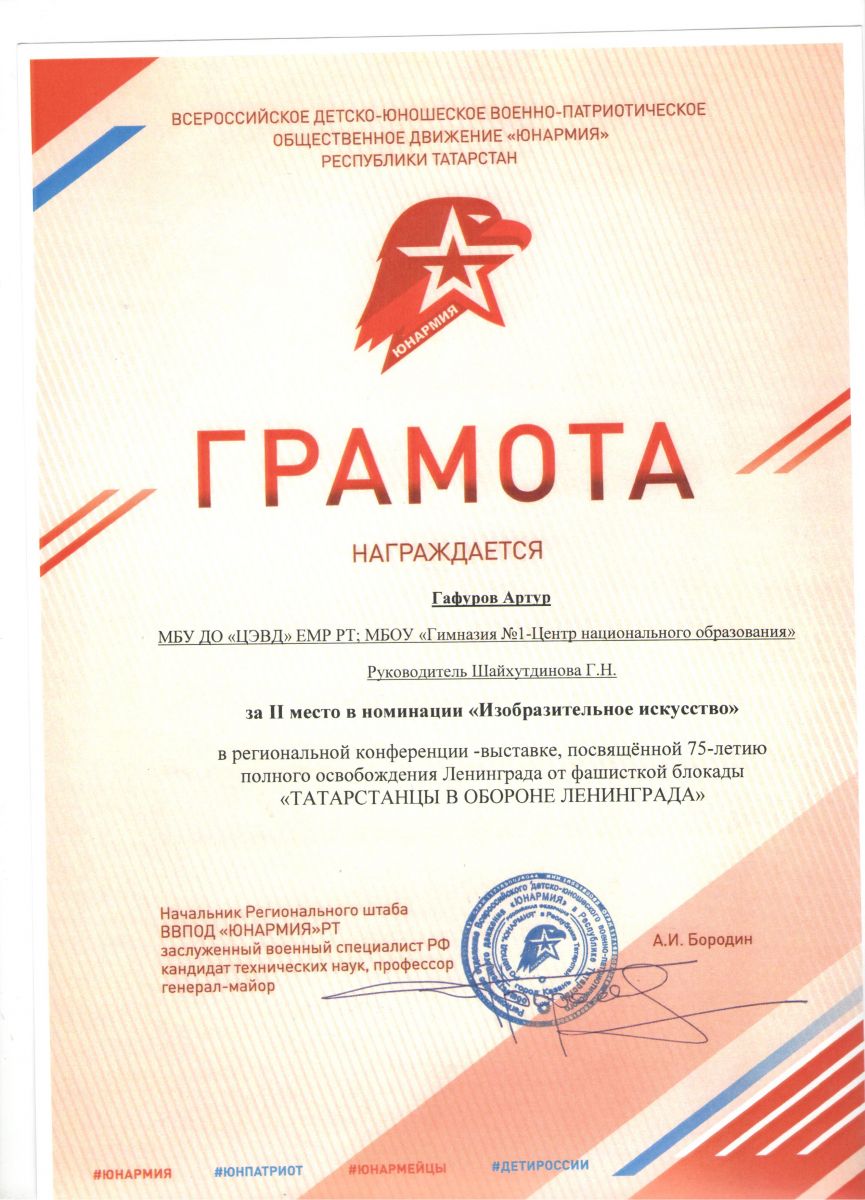 ВСЕРОССИЙСКОЕ ДЕТСКО-ЮНОШЕСКОЕ ВОЕННО-ПАТРИОТИЧЕСКОЕ
ОБЩЕСТВЕННОЕ ДВИЖЕНИЕ «ЮНАРМИЯ»
РЕСПУБЛИКИ ТАТАРСТАН
ЮНАРМИЯ
ГРАМОТА
НАГРАЖДАЕТСЯ
Гафуров Артур
МБУ ДО «ЦЭВД» ЕМР РТ; МБОУ «Гимназия №1-Центр национального образования»
Руководитель Шайхутдинова Г.Н.
за II место в номинации «Изобразительное искусство»
в региональной конференции -выставке, посвящённой 75-летию
полного освобождения Ленинграда от фашисткой блокады
«ТАТАРСТАНЦЫ В ОБОРОНЕ ЛЕНИНГРАДА»
Начальник Регионального штаба
ВВПОД «ЮНАРМИЯ»РТ
заслуженный военный специалист РФ
кандидат технических наук, профессор
генерал-майор
А.И. Бородин
#ЮНАРМИЯ
#ЮНПАТРИОТ
#ЮНАРМЕЙЦЫ
#ДЕТИРОССИИ